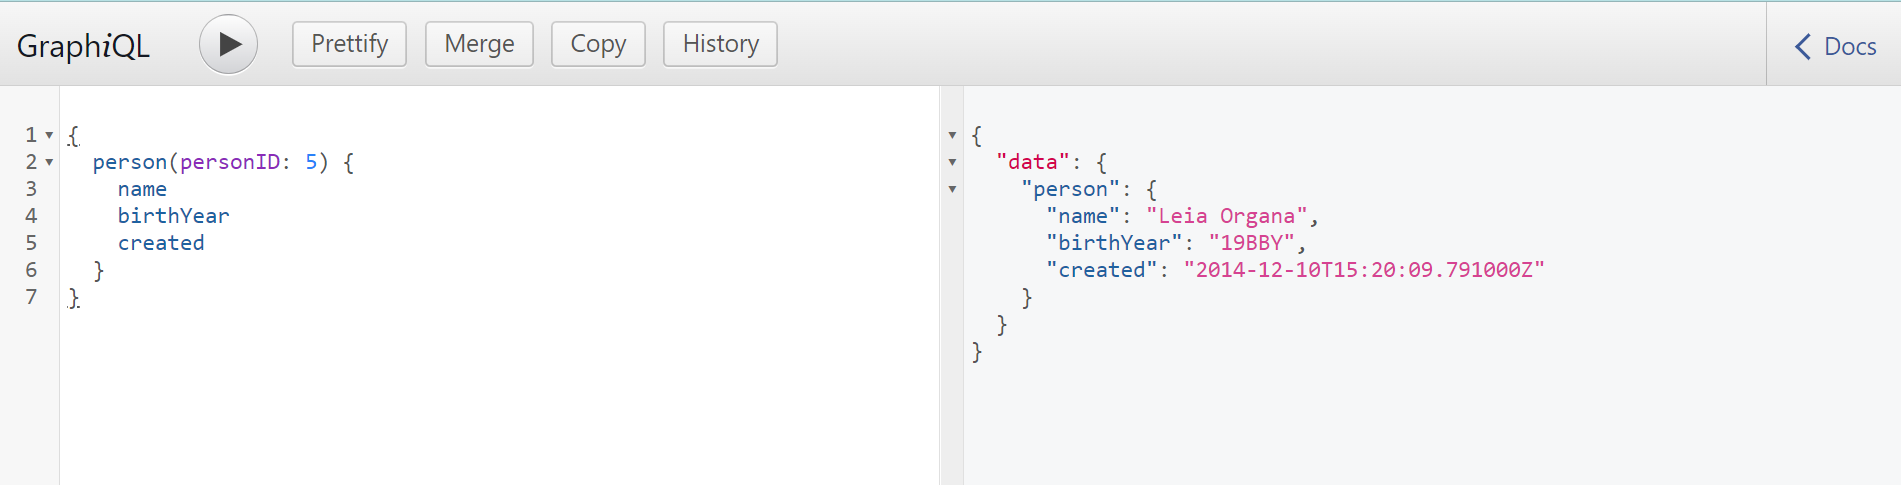 GraphiQL Prettify Merge Copy History Docs
1 {
2 person(personID: 5) {
3 name
4 birthYear
5 created
6 }
7 }
{
"data": {
"person": {
"name": "Leia Organa",
"birthYear": "19BBY",
"created": "2014-12-10T15:20:09.791000Z"
}
}
}